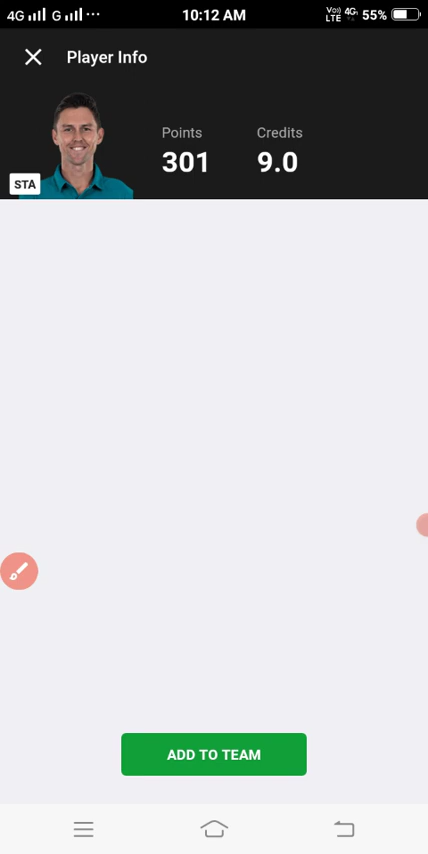 4G G ... 10:12 AM Vo)) LTE 4G 55%
Player Info
Points Credits
301 9.0
STA
ADD TO TEAM